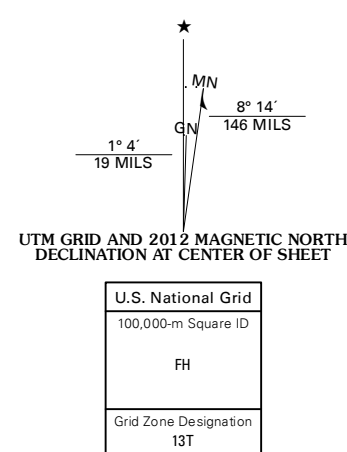 ★
MN
8° 14´
146 MILS
GN
1° 4´
19 MILS
UTM GRID AND 2012 MAGNETIC NORTH
DECLINATION AT CENTER OF SHEET
U.S. National Grid
100,000-m Square ID
FH
Grid Zone Designation
13T